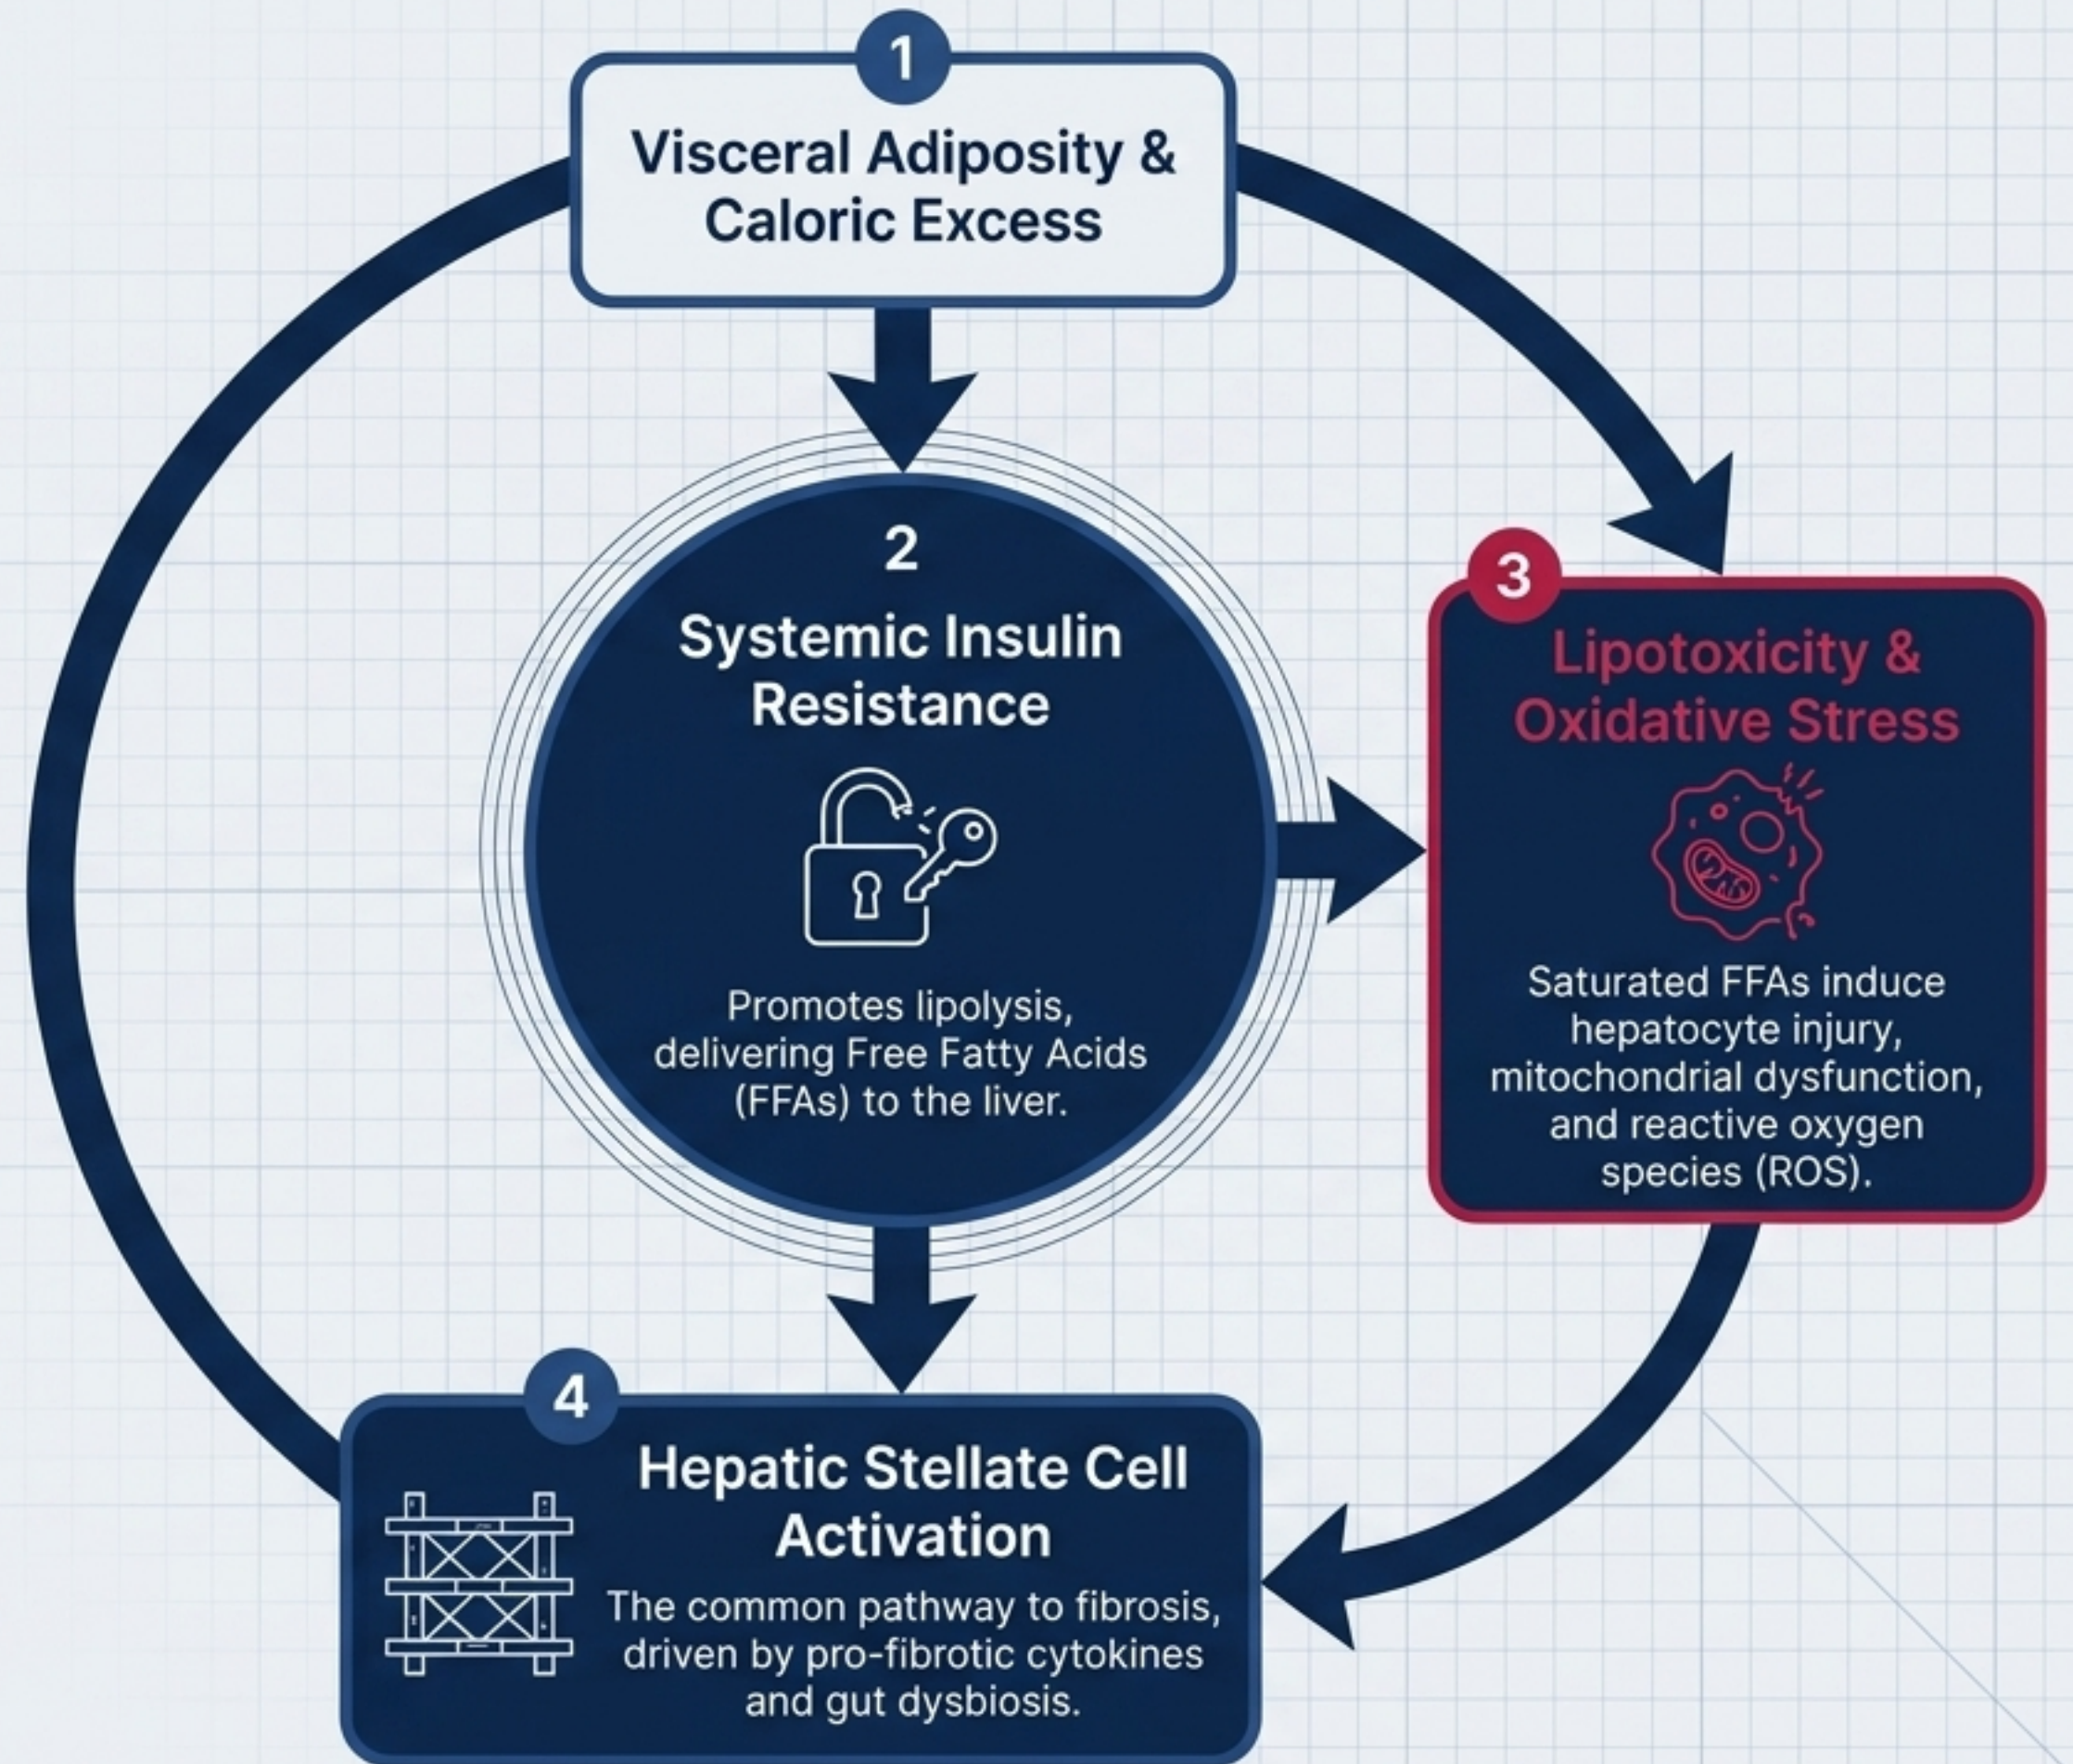 1
Visceral Adiposity &
Caloric Excess
2
Systemic Insulin
Resistance
Promotes lipolysis,
delivering Free Fatty Acids
(FFAs) to the liver.
3
Lipotoxicity &
Oxidative Stress
Saturated FFAs induce
hepatocyte injury,
mitochondrial dysfunction,
and reactive oxygen
species (ROS).
4
Hepatic Stellate Cell
Activation
The common pathway to fibrosis,
driven by pro-fibrotic cytokines
and gut dysbiosis.